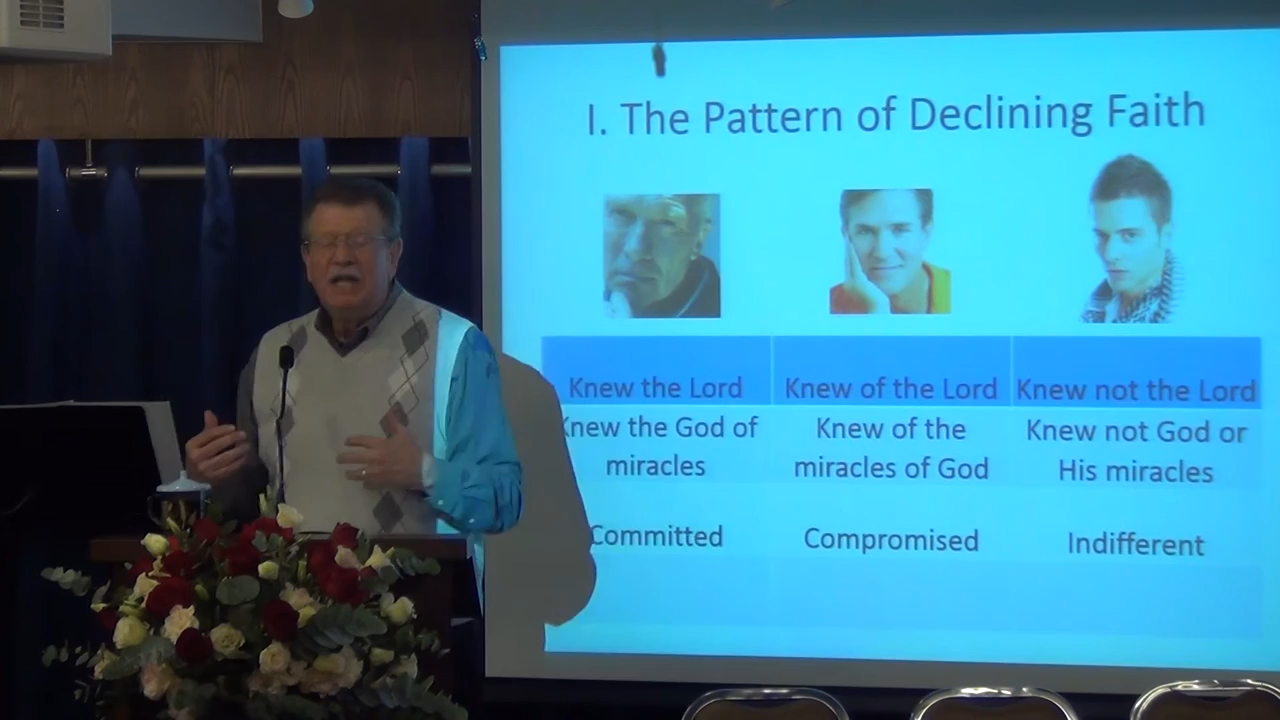 I. The Pattern of Declining Faith
Knew the Lord Knew of the Lord Knew not the Lord
Knew the God of Knew of the Knew not God or
miracles miracles of God His miracles
Committed Compromised Indifferent